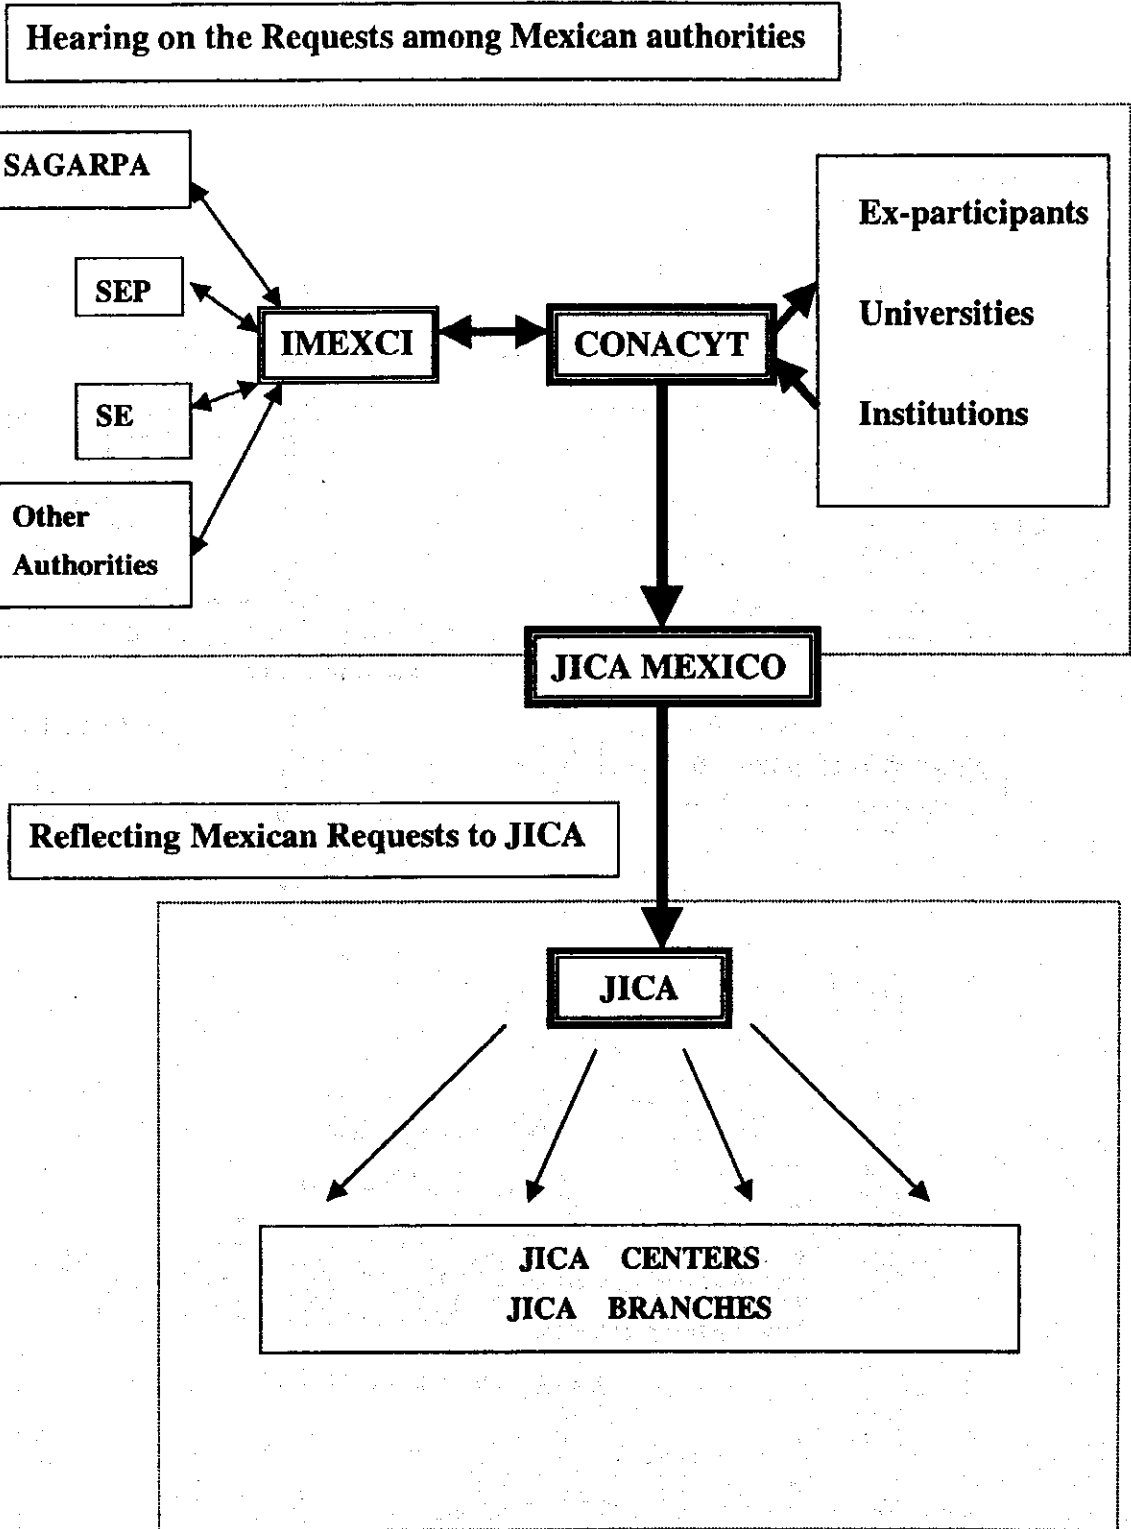 Hearing on the Requests among Mexican authorities
SAGARPA
SEP
SE
Other
Authorities
IMEXCI
CONACYT
Ex-participants
Universities
Institutions
JICA MEXICO
Reflecting Mexican Requests to JICA
JICA
JICA CENTERS
JICA BRANCHES